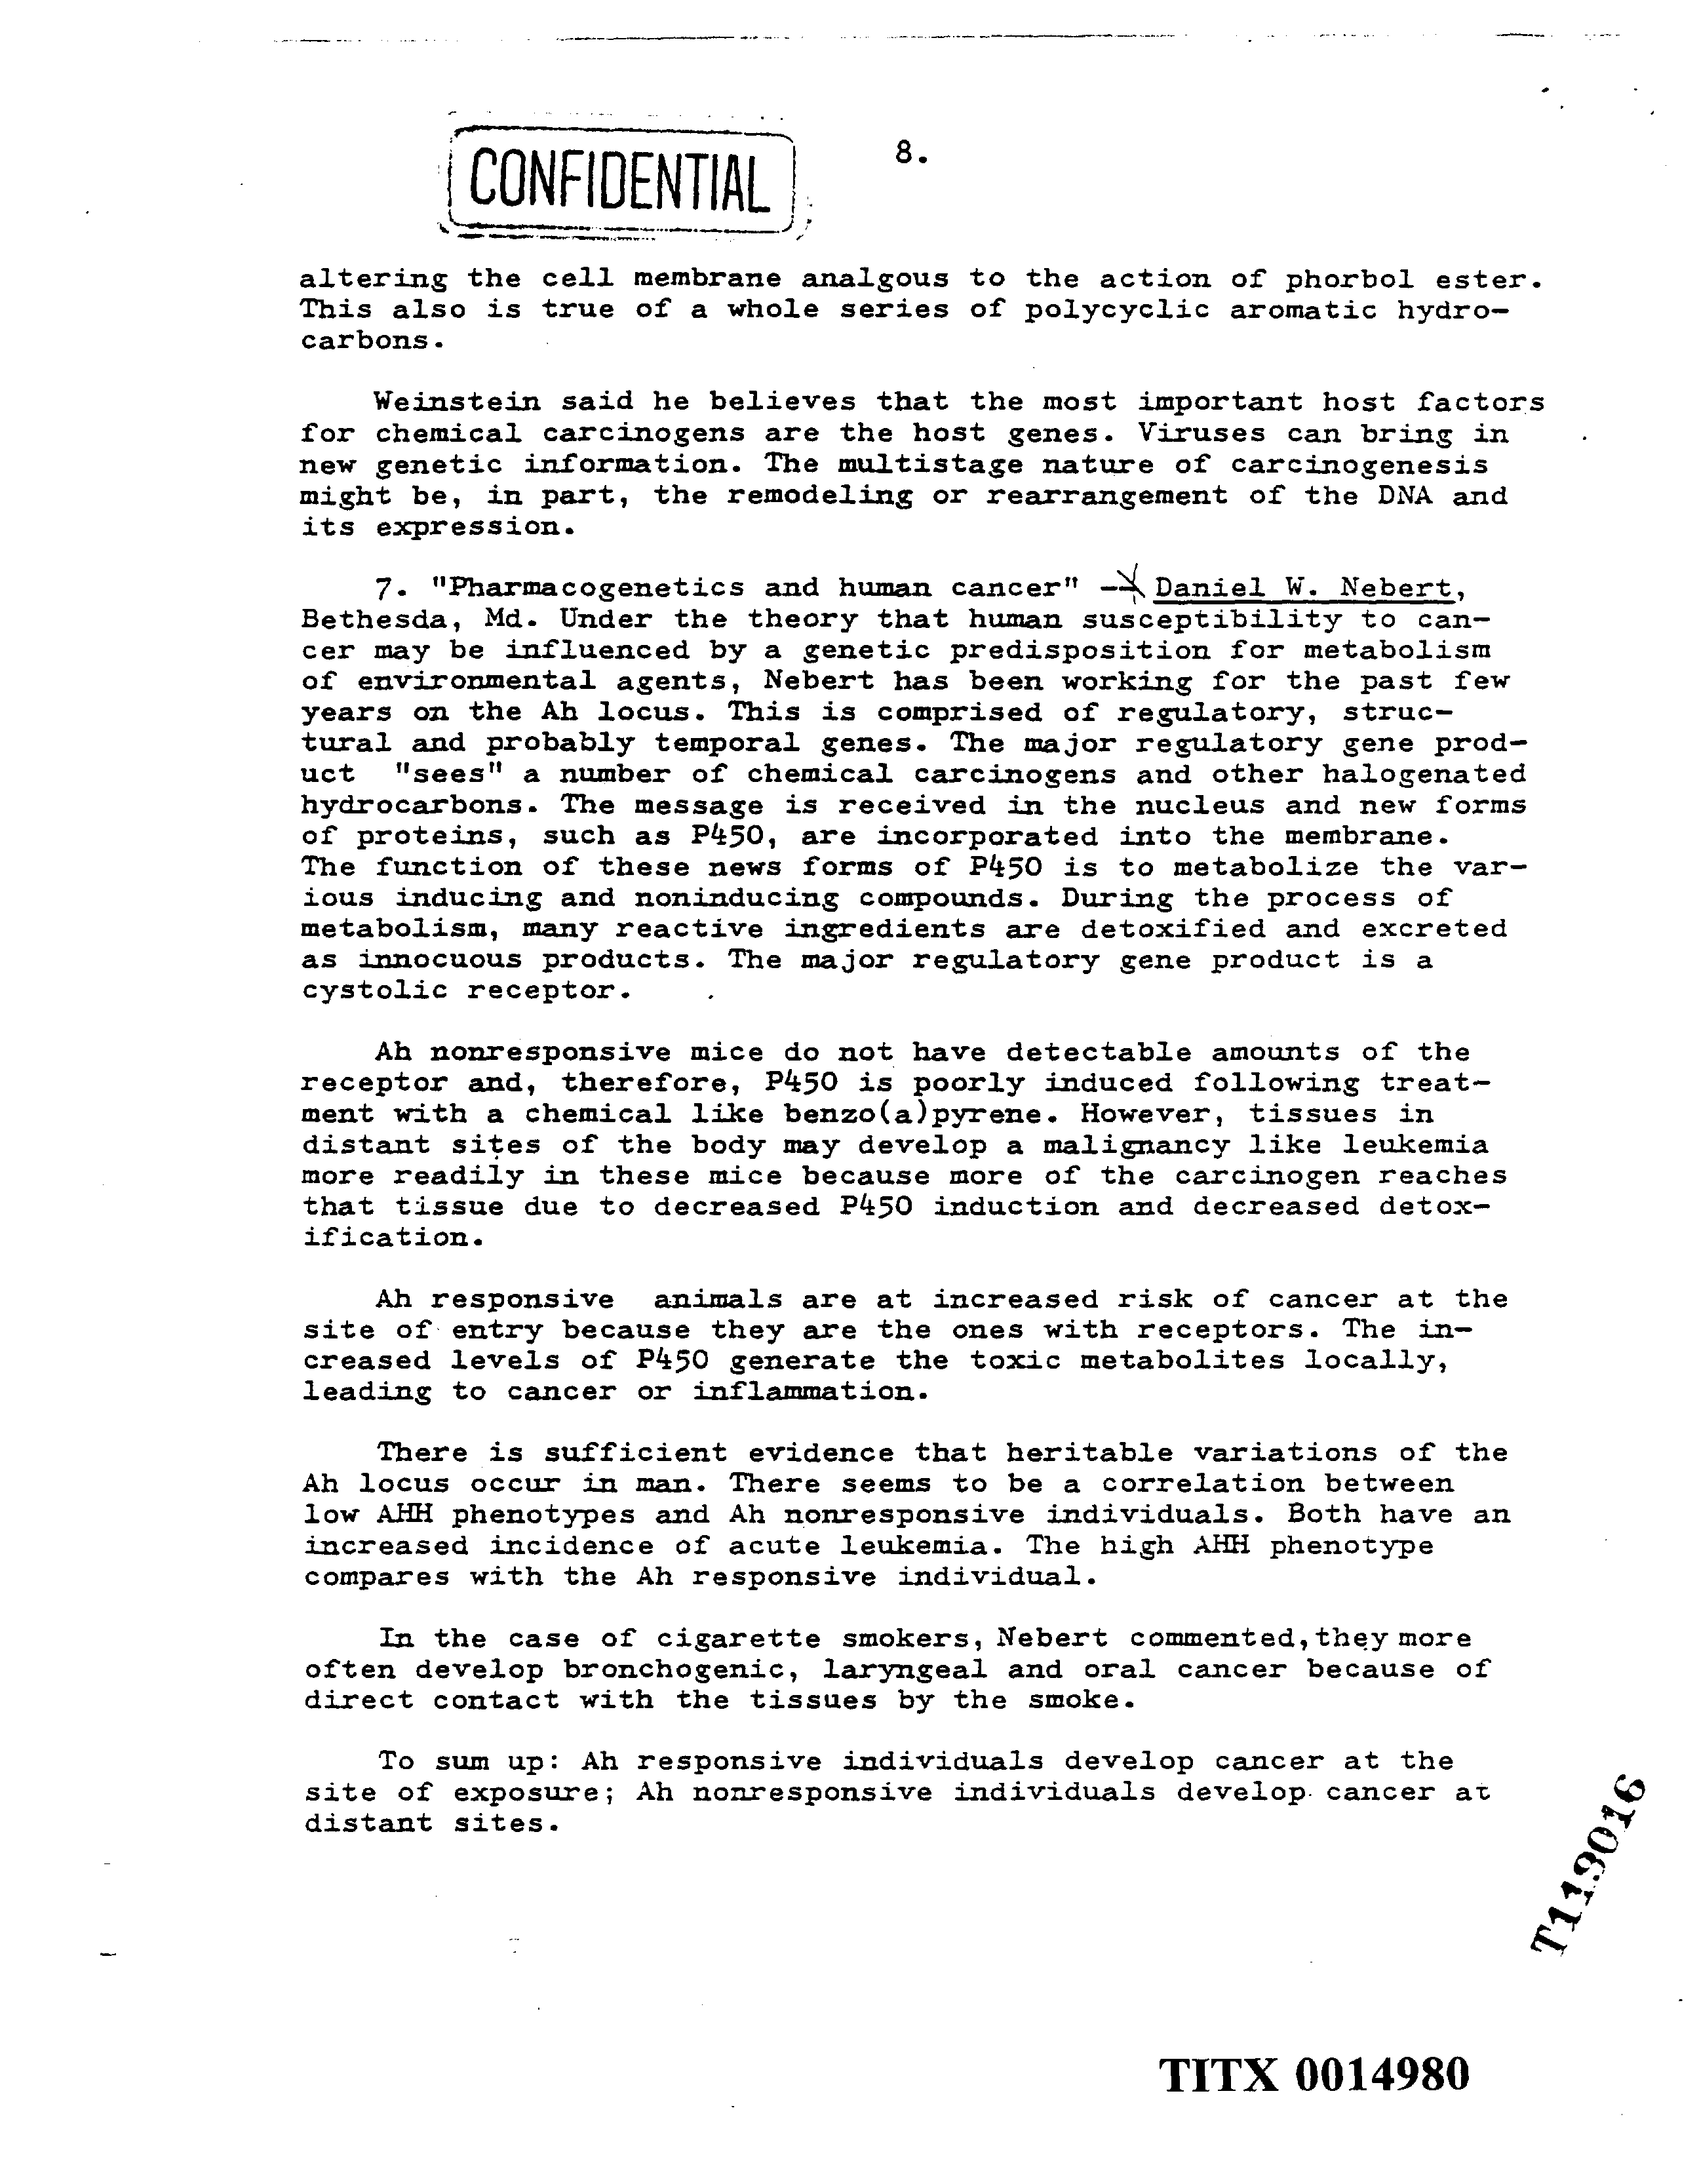 CONFIDENTIAL
8.
altering the cell membrane analgous to the action of phorbol ester.
This also is true of a whole series of polycyclic aromatic hydro-
carbons.
Weinstein said he believes that the most important host factors
for chemical carcinogens are the host genes. Viruses can bring in
new genetic information. The multistage nature of carcinogenesis
might be, in part, the remodeling or rearrangement of the DNA and
its expression.
7. "Pharmacogenetics and human cancer" -- Daniel W. Nebert,
Bethesda, Md. Under the theory that human susceptibility to can-
cer may be influenced by a genetic predisposition for metabolism
of environmental agents, Nebert has been working for the past few
years on the Ah locus. This is comprised of regulatory, struc-
tural and probably temporal genes. The major regulatory gene prod-
uct "sees" a number of chemical carcinogens and other halogenated
hydrocarbons. The message is received in the nucleus and new forms
of proteins, such as P450, are incorporated into the membrane.
The function of these news forms of P450 is to metabolize the var-
ious inducing and noninducing compounds. During the process of
metabolism, many reactive ingredients are detoxified and excreted
as innocuous products. The major regulatory gene product is a
cystolic receptor.
Ah nonresponsive mice do not have detectable amounts of the
receptor and, therefore, P450 is poorly induced following treat-
ment with a chemical like benzo(a)pyrene. However, tissues in
distant sites of the body may develop a malignancy like leukemia
more readily in these mice because more of the carcinogen reaches
that tissue due to decreased P450 induction and decreased detox-
ification.
Ah responsive animals are at increased risk of cancer at the
site of entry because they are the ones with receptors. The in-
creased levels of P450 generate the toxic metabolites locally,
leading to cancer or inflammation.
There is sufficient evidence that heritable variations of the
Ah locus occur in man. There seems to be a correlation between
low AHH phenotypes and Ah nonresponsive individuals. Both have an
increased incidence of acute leukemia. The high AHH phenotype
compares with the Ah responsive individual.
In the case of cigarette smokers, Nebert commented, they more
often develop bronchogenic, laryngeal and oral cancer because of
direct contact with the tissues by the smoke.
To sum up: Ah responsive individuals develop cancer at the
site of exposure; Ah nonresponsive individuals develop cancer at
distant sites.
T119016
TITX 0014980